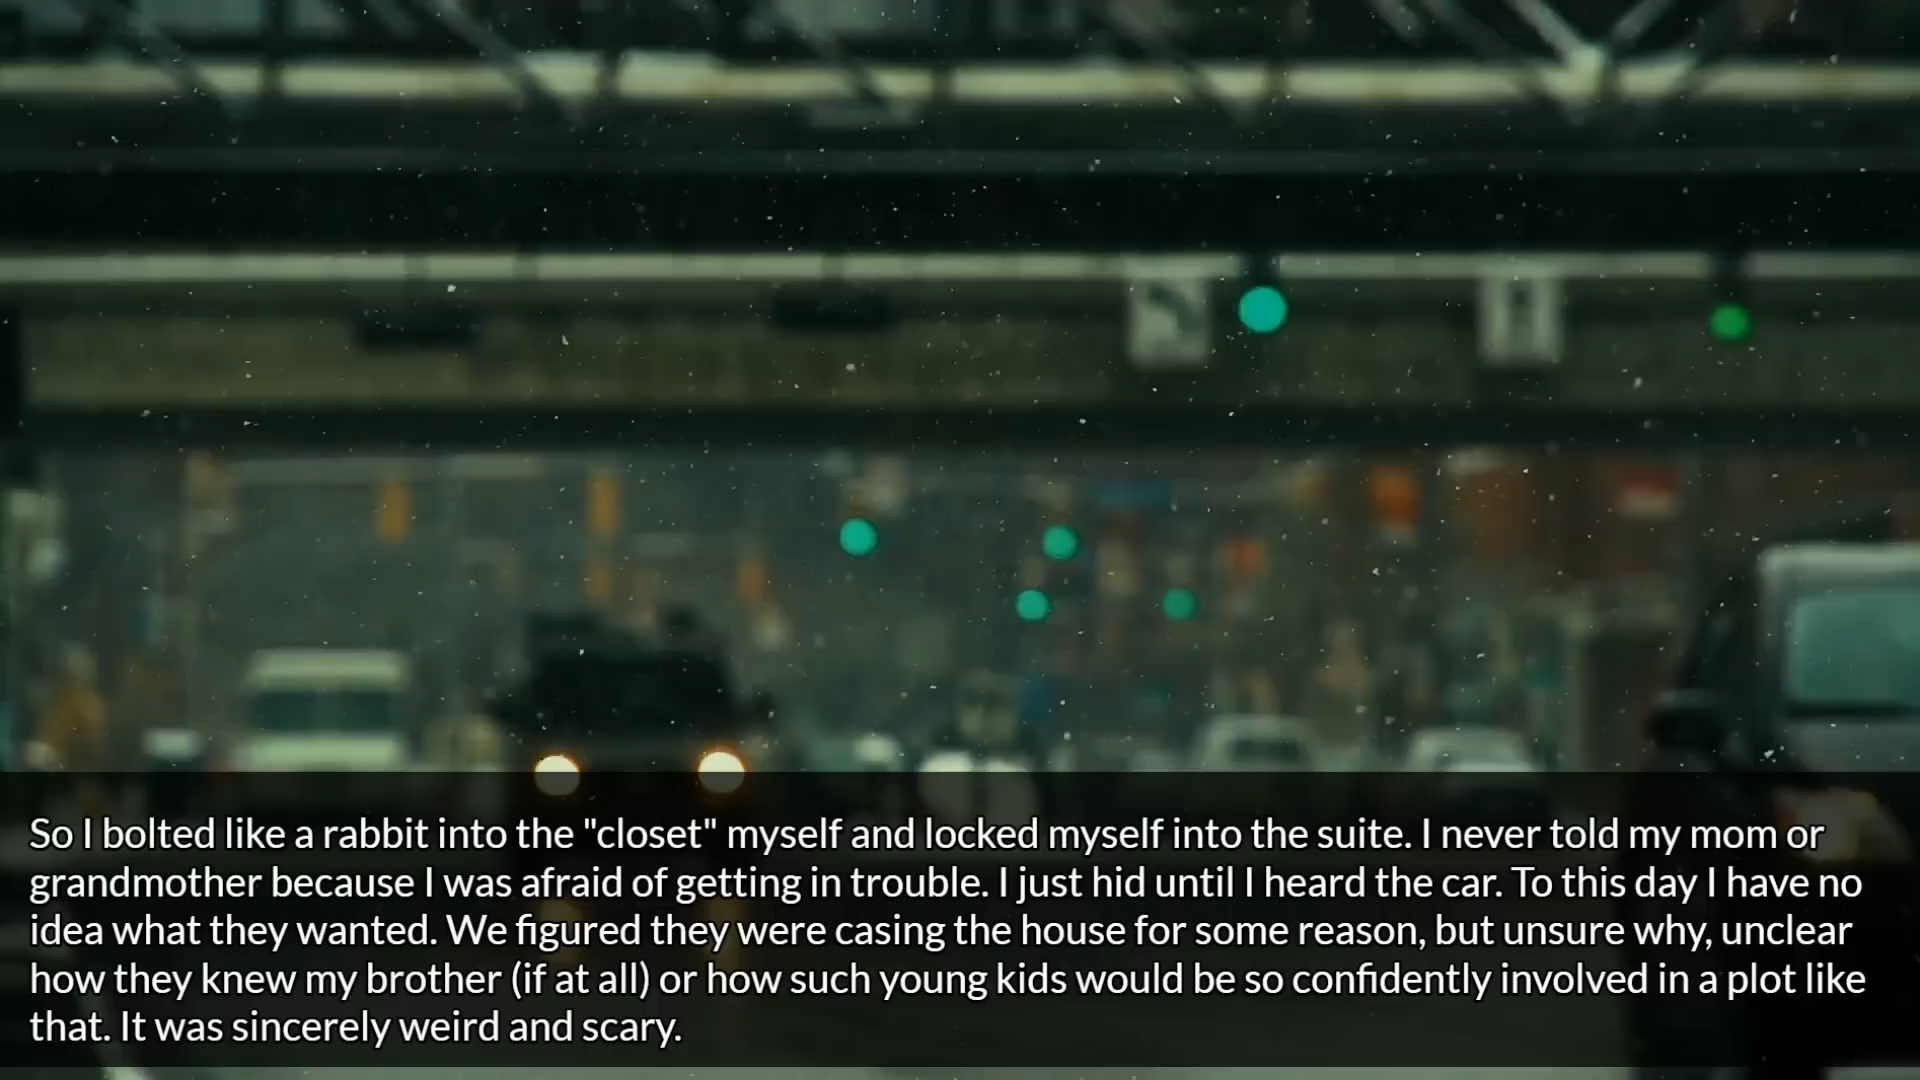 So I bolted like a rabbit into the "closet" myself and locked myself into the suite. I never told my mom or
grandmother because I was afraid of getting in trouble. I just hid until I heard the car. To this day I have no
idea what they wanted. We figured they were casing the house for some reason, but unsure why, unclear
how they knew my brother (if at all) or how such young kids would be so confidently involved in a plot like
that. It was sincerely weird and scary.